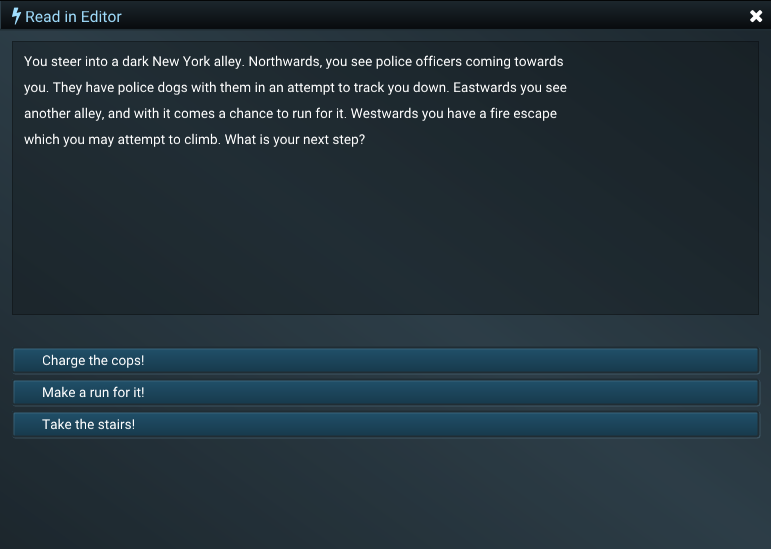 Read in Editor
You steer into a dark New York alley. Northwards, you see police officers coming towards
you. They have police dogs with them in an attempt to track you down. Eastwards you see
another alley, and with it comes a chance to run for it. Westwards you have a fire escape
which you may attempt to climb. What is your next step?
Charge the cops!
Make a run for it!
Take the stairs!